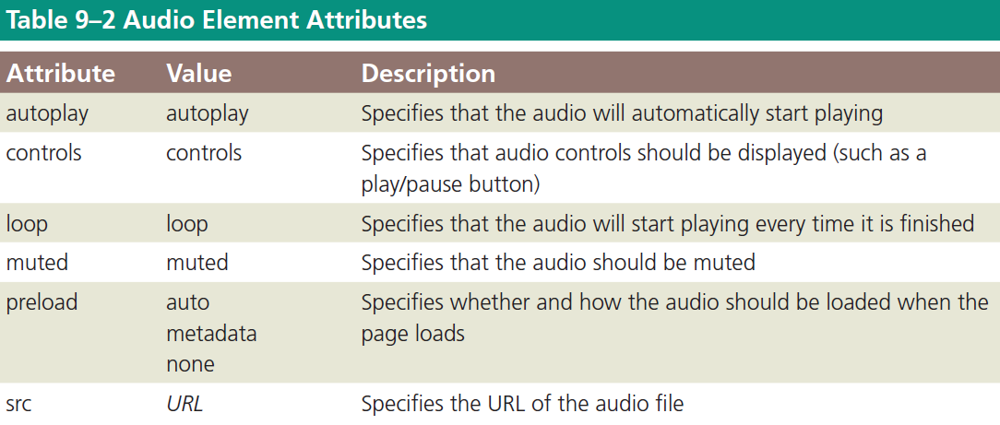 Table 9–2 Audio Element Attributes
Attribute Value Description
autoplay autoplay Specifies that the audio will automatically start playing
controls controls Specifies that audio controls should be displayed (such as a
play/pause button)
loop loop Specifies that the audio will start playing every time it is finished
muted muted Specifies that the audio should be muted
preload auto Specifies whether and how the audio should be loaded when the
metadata page loads
none
src URL Specifies the URL of the audio file